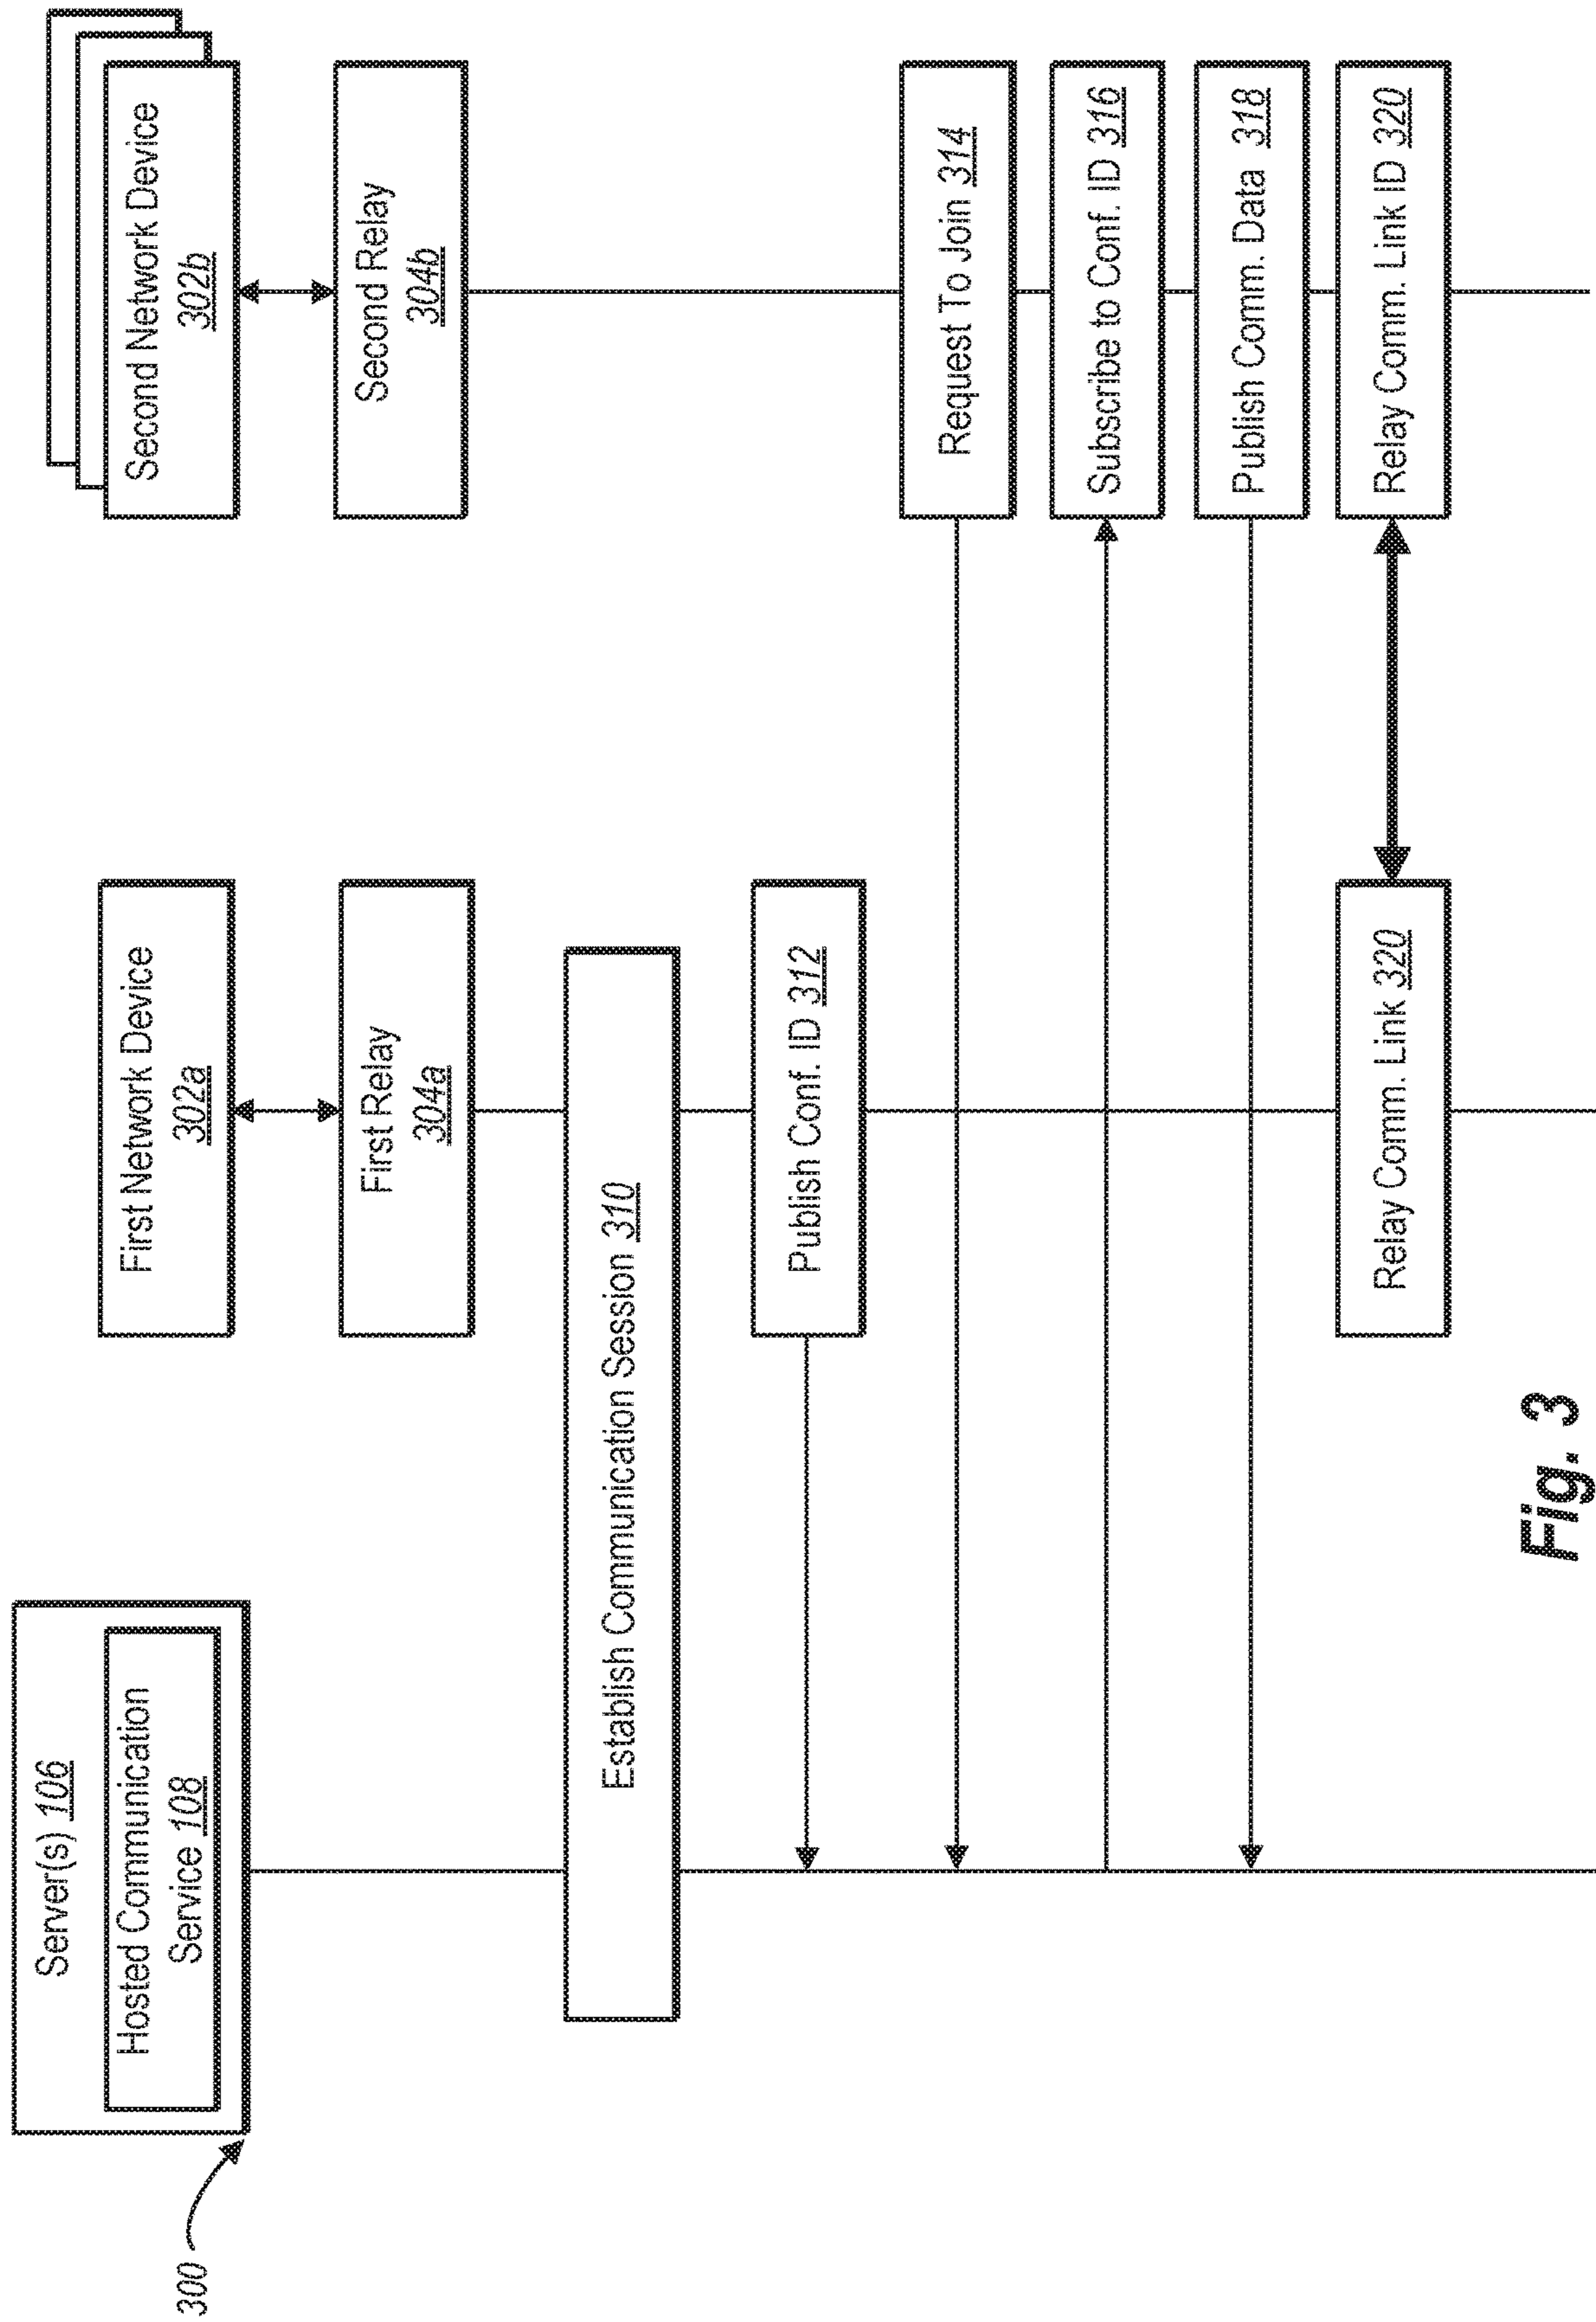 300
Server(s) 106
Hosted Communication
Service 108
First Network Device
302a
Second Network Device
302b
First Relay
304a
Second Relay
304b
Establish Communication Session 310
Publish Conf. ID 312
Request To Join 314
Subscribe to Conf. ID 316
Publish Comm. Data 318
Relay Comm. Link 320
Relay Comm. Link ID 320
Fig. 3